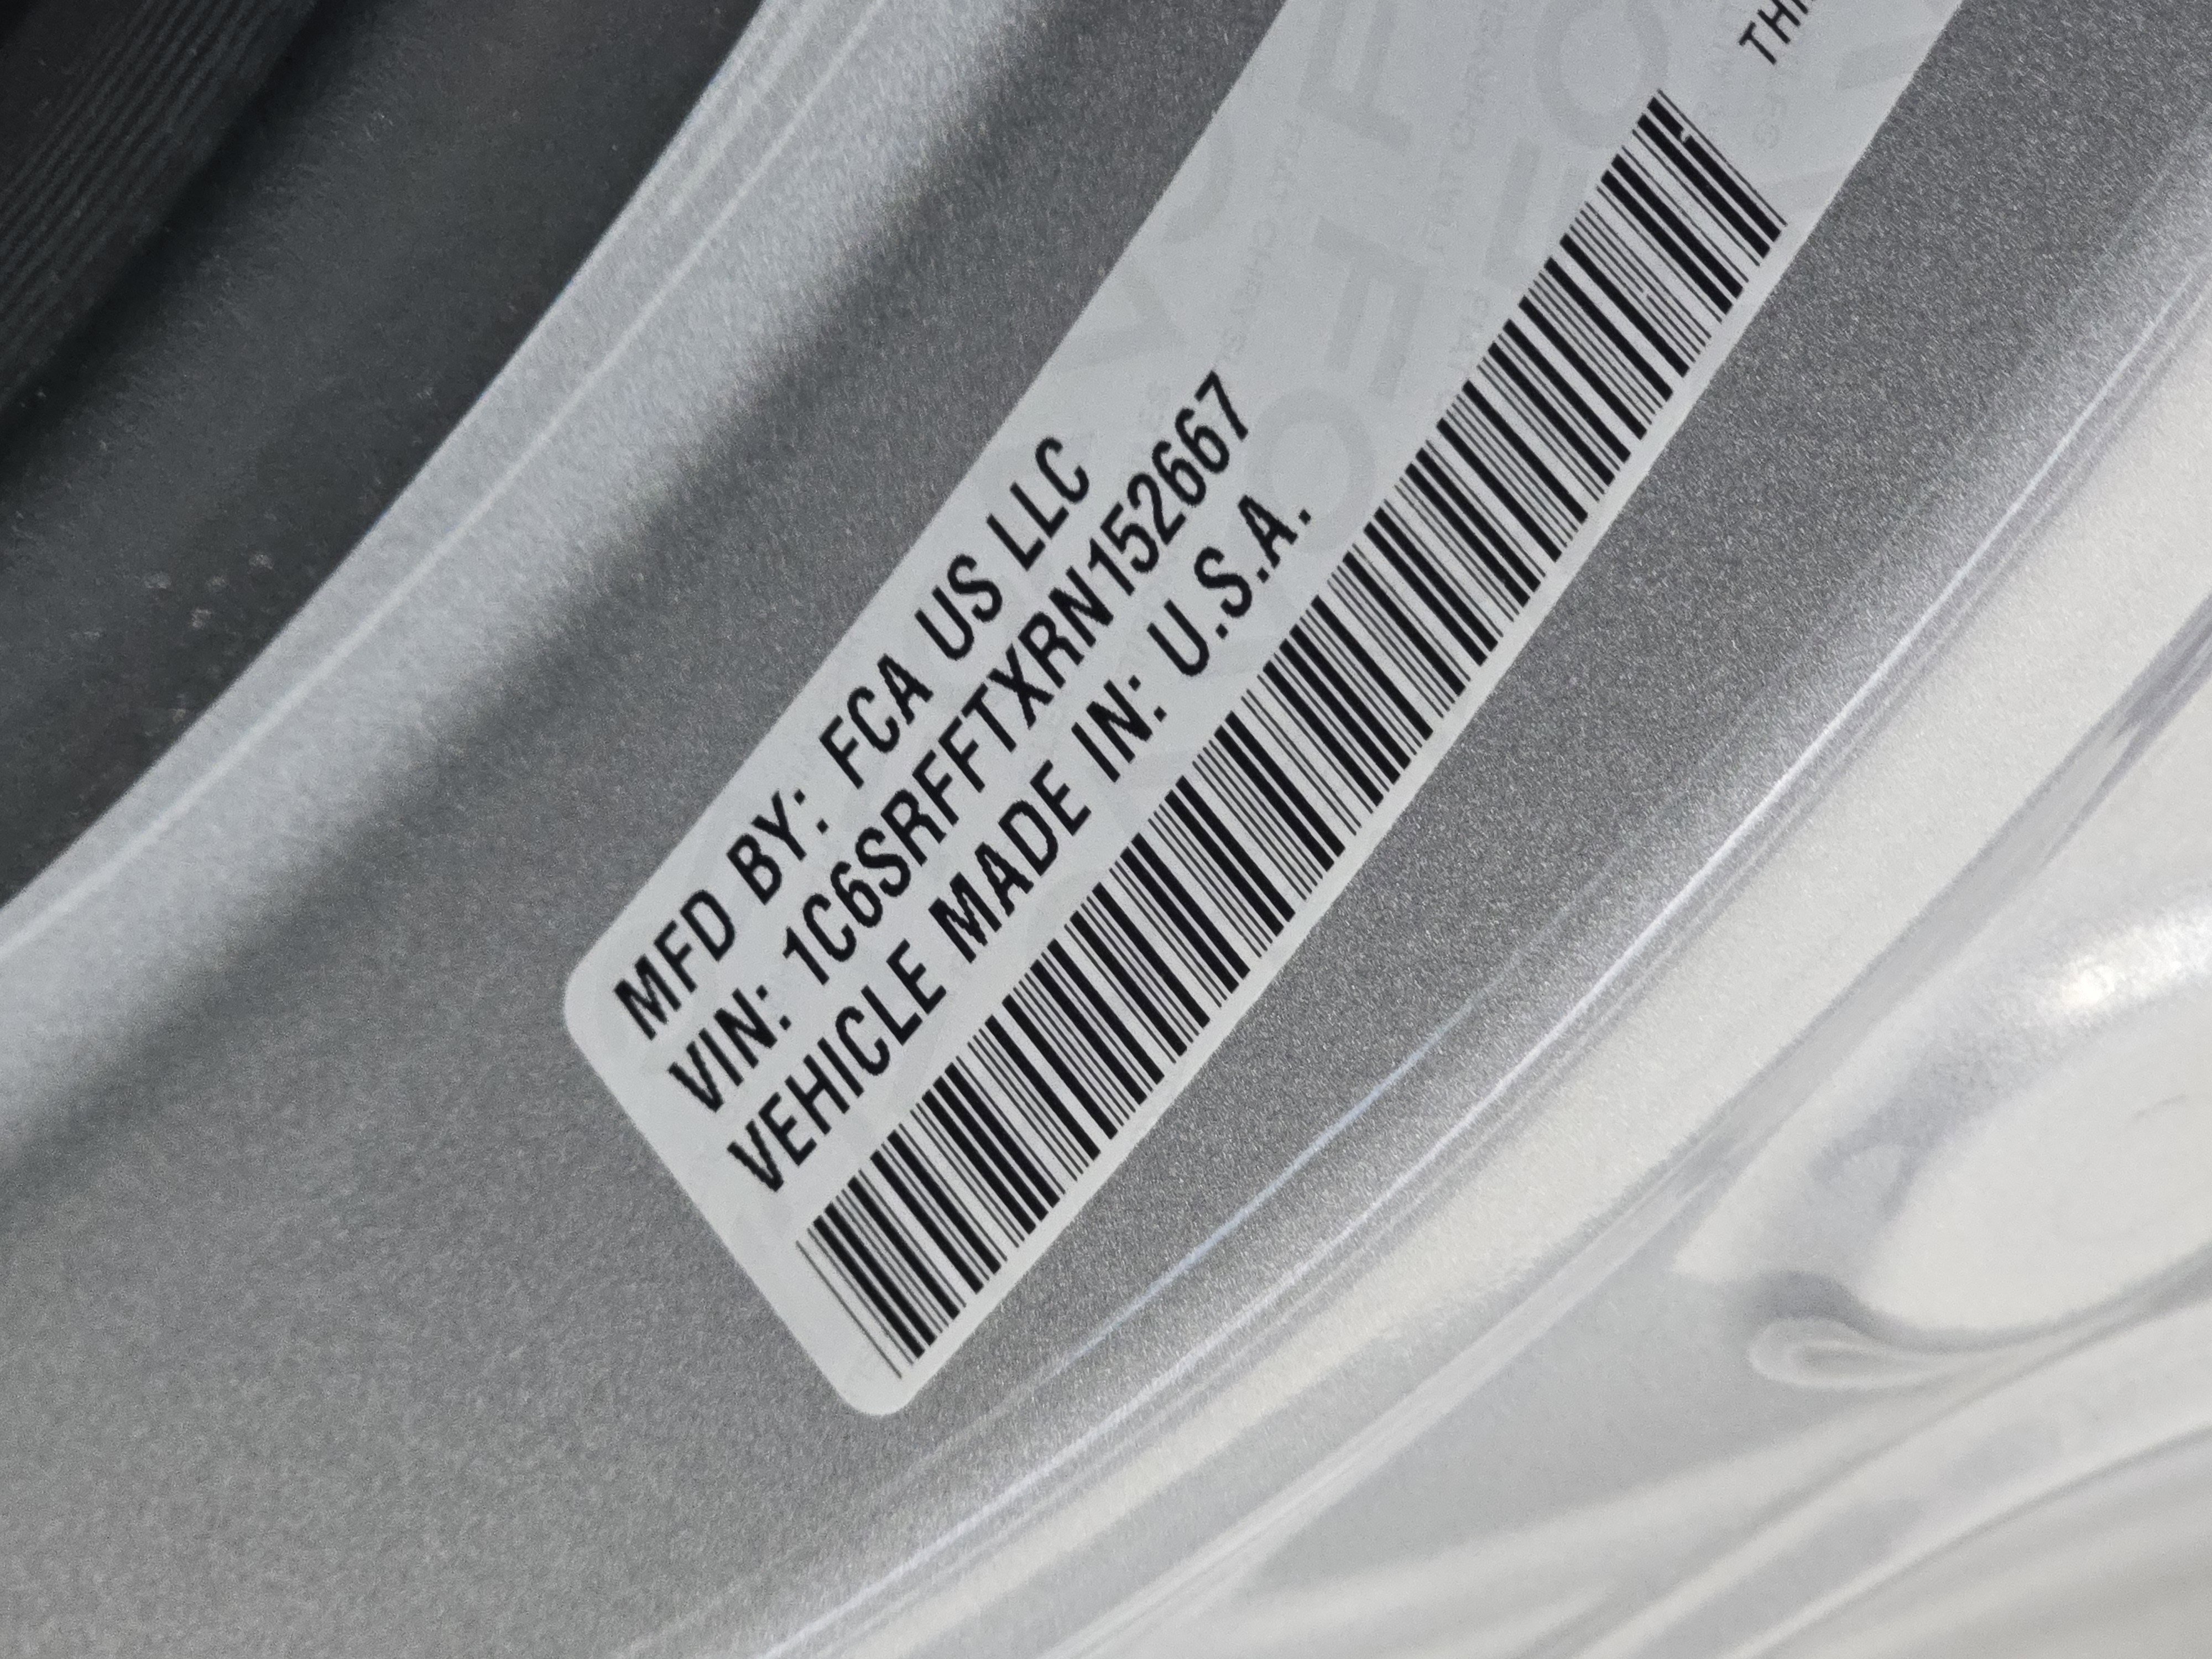 MFD BY: FCA US LLC
VIN: 1C6SRFFTXRN152667
VEHICLE MADE IN: U.S.A.